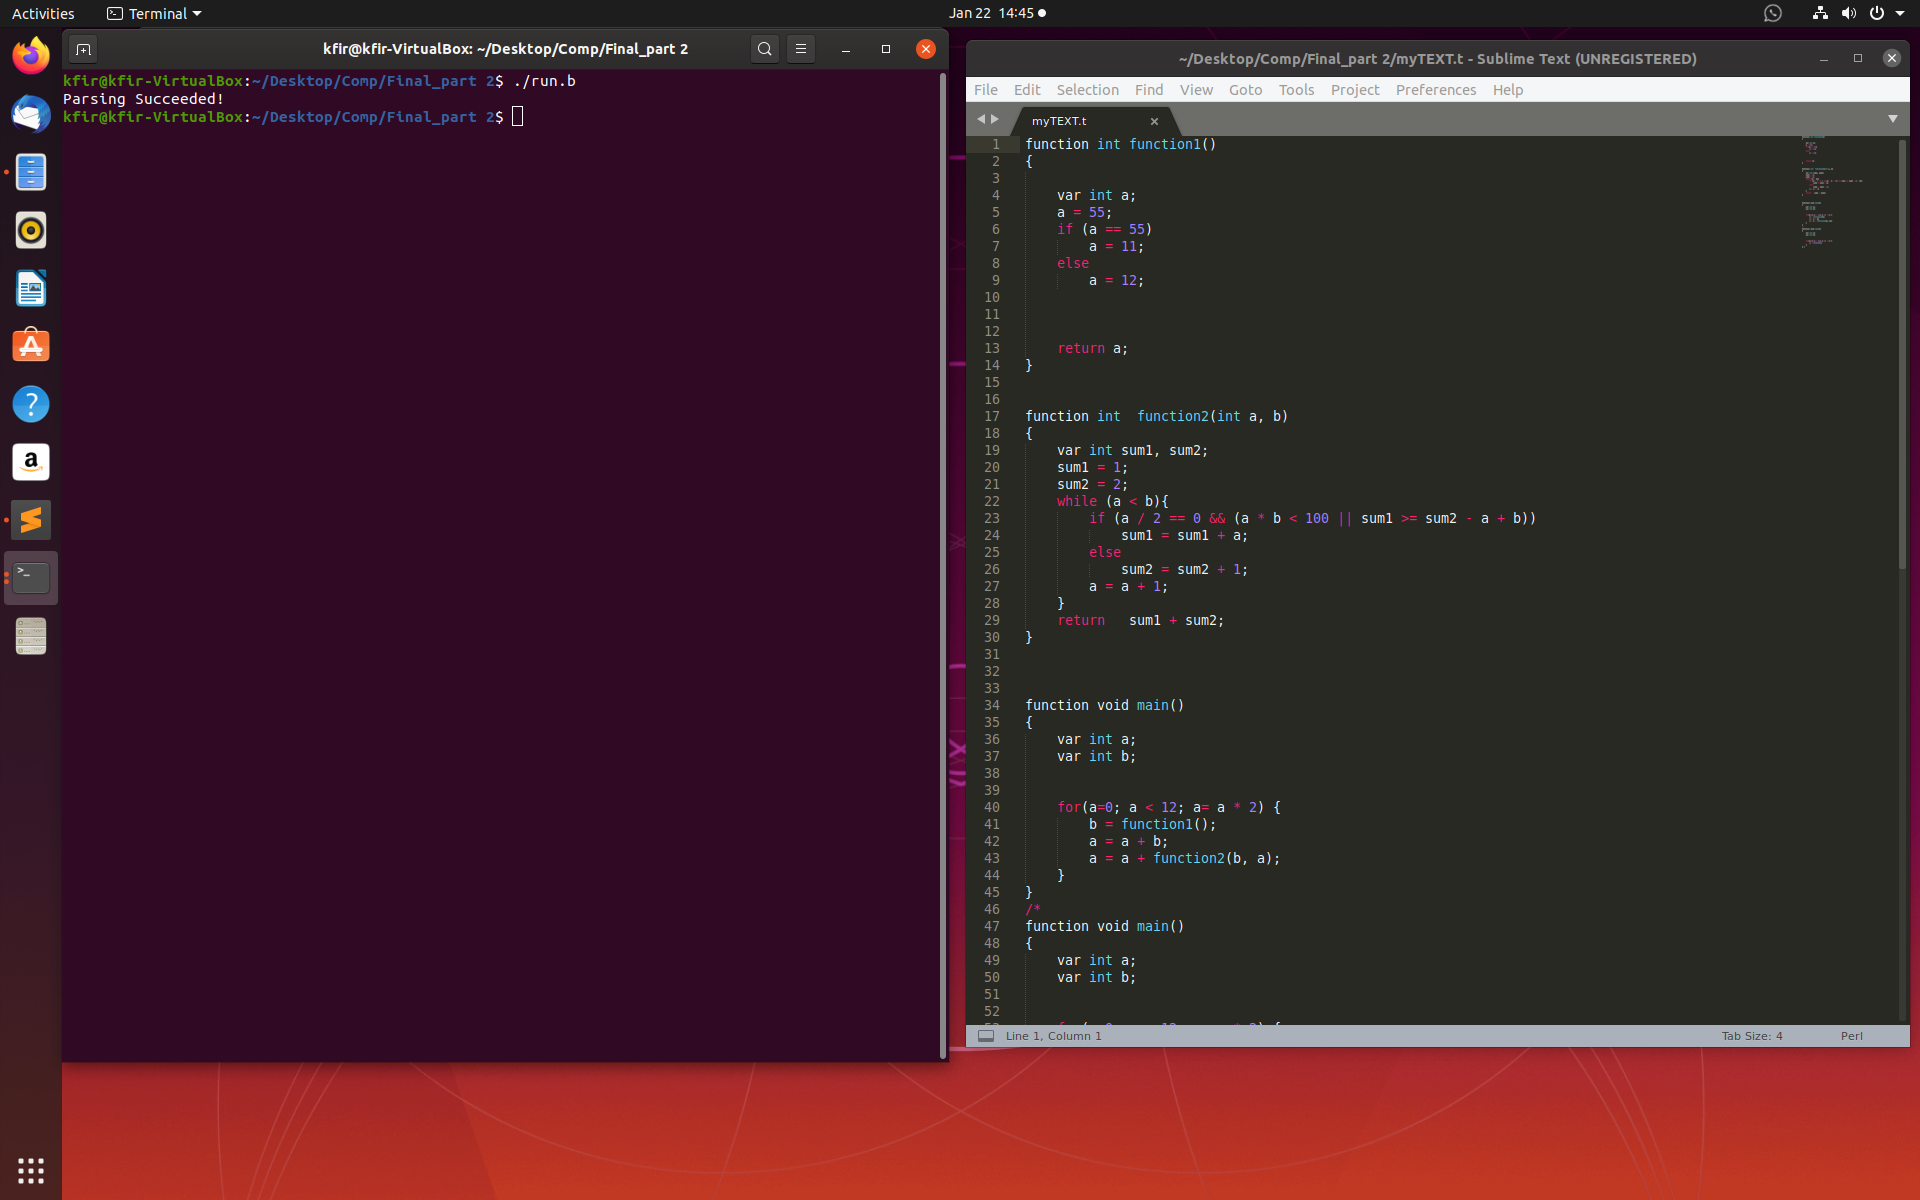 Activities
Terminal
Jan 22 14:45
kfir@kfir-VirtualBox: ~/Desktop/Comp/Final_part 2
kfir@kfir-VirtualBox:~/Desktop/Comp/Final_part 2$ ./run.b
Parsing Succeeded!
kfir@kfir-VirtualBox:~/Desktop/Comp/Final_part 2$
~/Desktop/Comp/Final_part 2/myTEXT.t - Sublime Text (UNREGISTERED)
File Edit Selection Find View Goto Tools Project Preferences Help
myTEXT.t
1 function int function1()
2 {
3
4     var int a;
5     a = 55;
6     if (a == 55)
7         a = 11;
8     else
9         a = 12;
10
11
12
13     return a;
14 }
15
16
17 function int  function2(int a, b)
18 {
19     var int sum1, sum2;
20     sum1 = 1;
21     sum2 = 2;
22     while (a < b){
23         if (a / 2 == 0 && (a * b < 100 || sum1 >= sum2 - a + b))
24             sum1 = sum1 + a;
25         else
26             sum2 = sum2 + 1;
27         a = a + 1;
28     }
29     return   sum1 + sum2;
30 }
31
32
33
34 function void main()
35 {
36     var int a;
37     var int b;
38
39
40     for(a=0; a < 12; a= a * 2) {
41         b = function1();
42         a = a + b;
43         a = a + function2(b, a);
44     }
45 }
46 /*
47 function void main()
48 {
49     var int a;
50     var int b;
51
52
Line 1, Column 1
Tab Size: 4
Perl